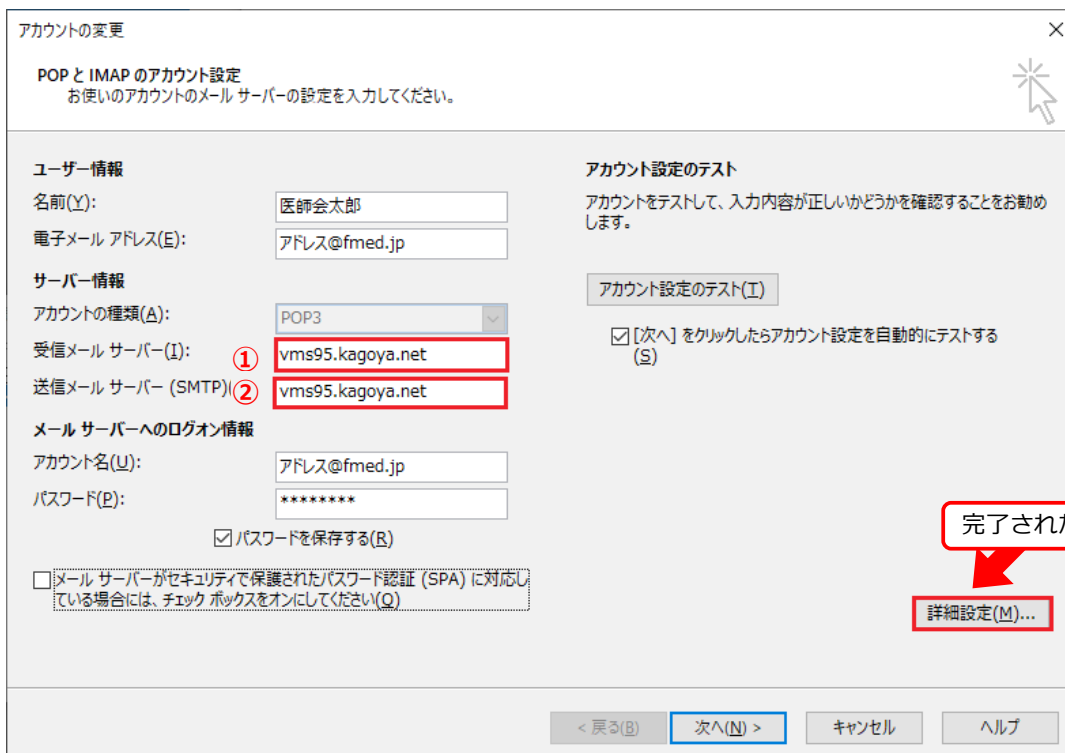 アカウントの変更
POP と IMAP のアカウント設定
お使いのアカウントのメール サーバーの設定を入力してください。
ユーザー情報
名前(Y):
医師会太郎
電子メール アドレス(E):
アドレス@fmed.jp
サーバー情報
アカウントの種類(A):
POP3
受信メール サーバー(I):
①
vms95.kagoya.net
送信メール サーバー (SMTP)(
②
vms95.kagoya.net
メール サーバーへのログオン情報
アカウント名(U):
アドレス@fmed.jp
パスワード(P):
********
パスワードを保存する(R)
メール サーバーがセキュリティで保護されたパスワード認証 (SPA) に対応し
ている場合には、チェック ボックスをオンにしてください(Q)
アカウント設定のテスト
アカウントをテストして、入力内容が正しいかどうかを確認することをお勧め
します。
アカウント設定のテスト(T)
[次へ] をクリックしたらアカウント設定を自動的にテストする
(S)
完了された
詳細設定(M)...
< 戻る(B)
次へ(N) >
キャンセル
ヘルプ